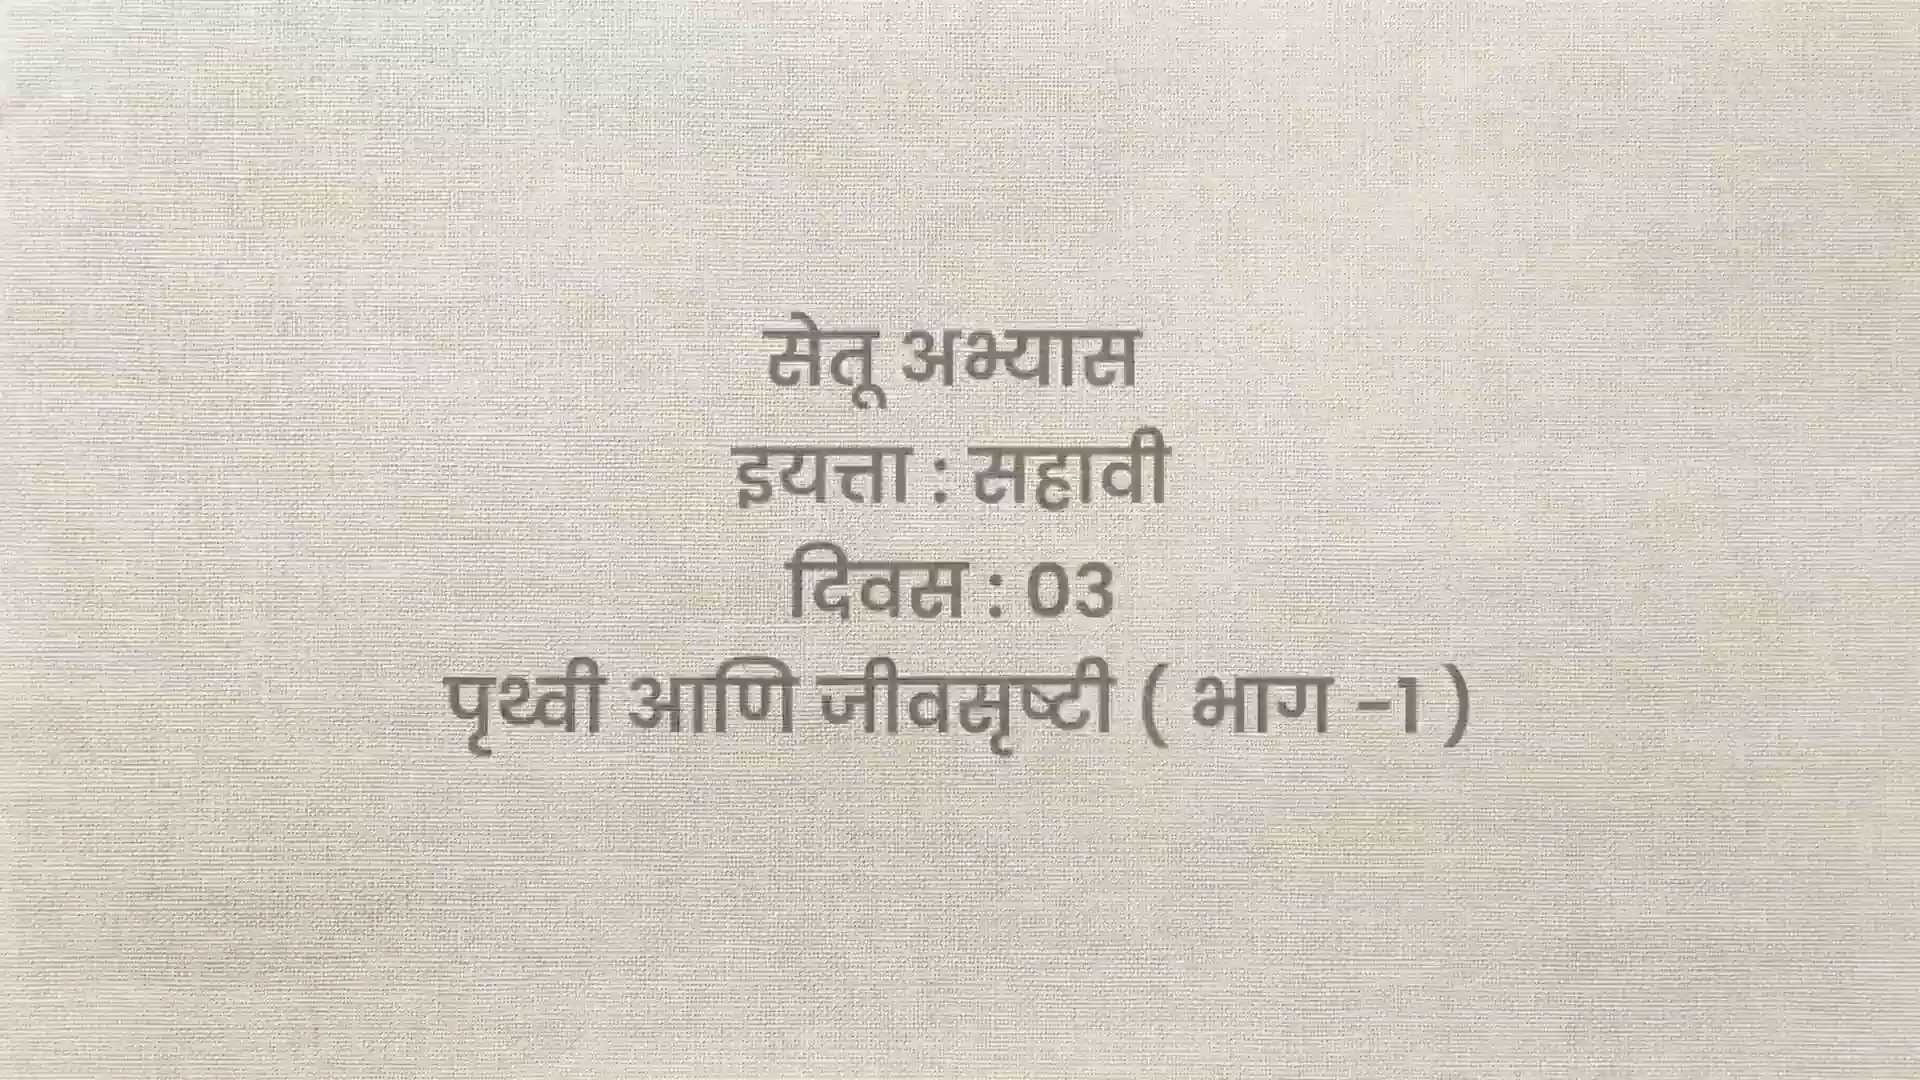 सेतू अभ्यास
इयत्ता : सहावी
दिवस : 03
पृथ्वी आणि जीवसृष्टी ( भाग -1 )